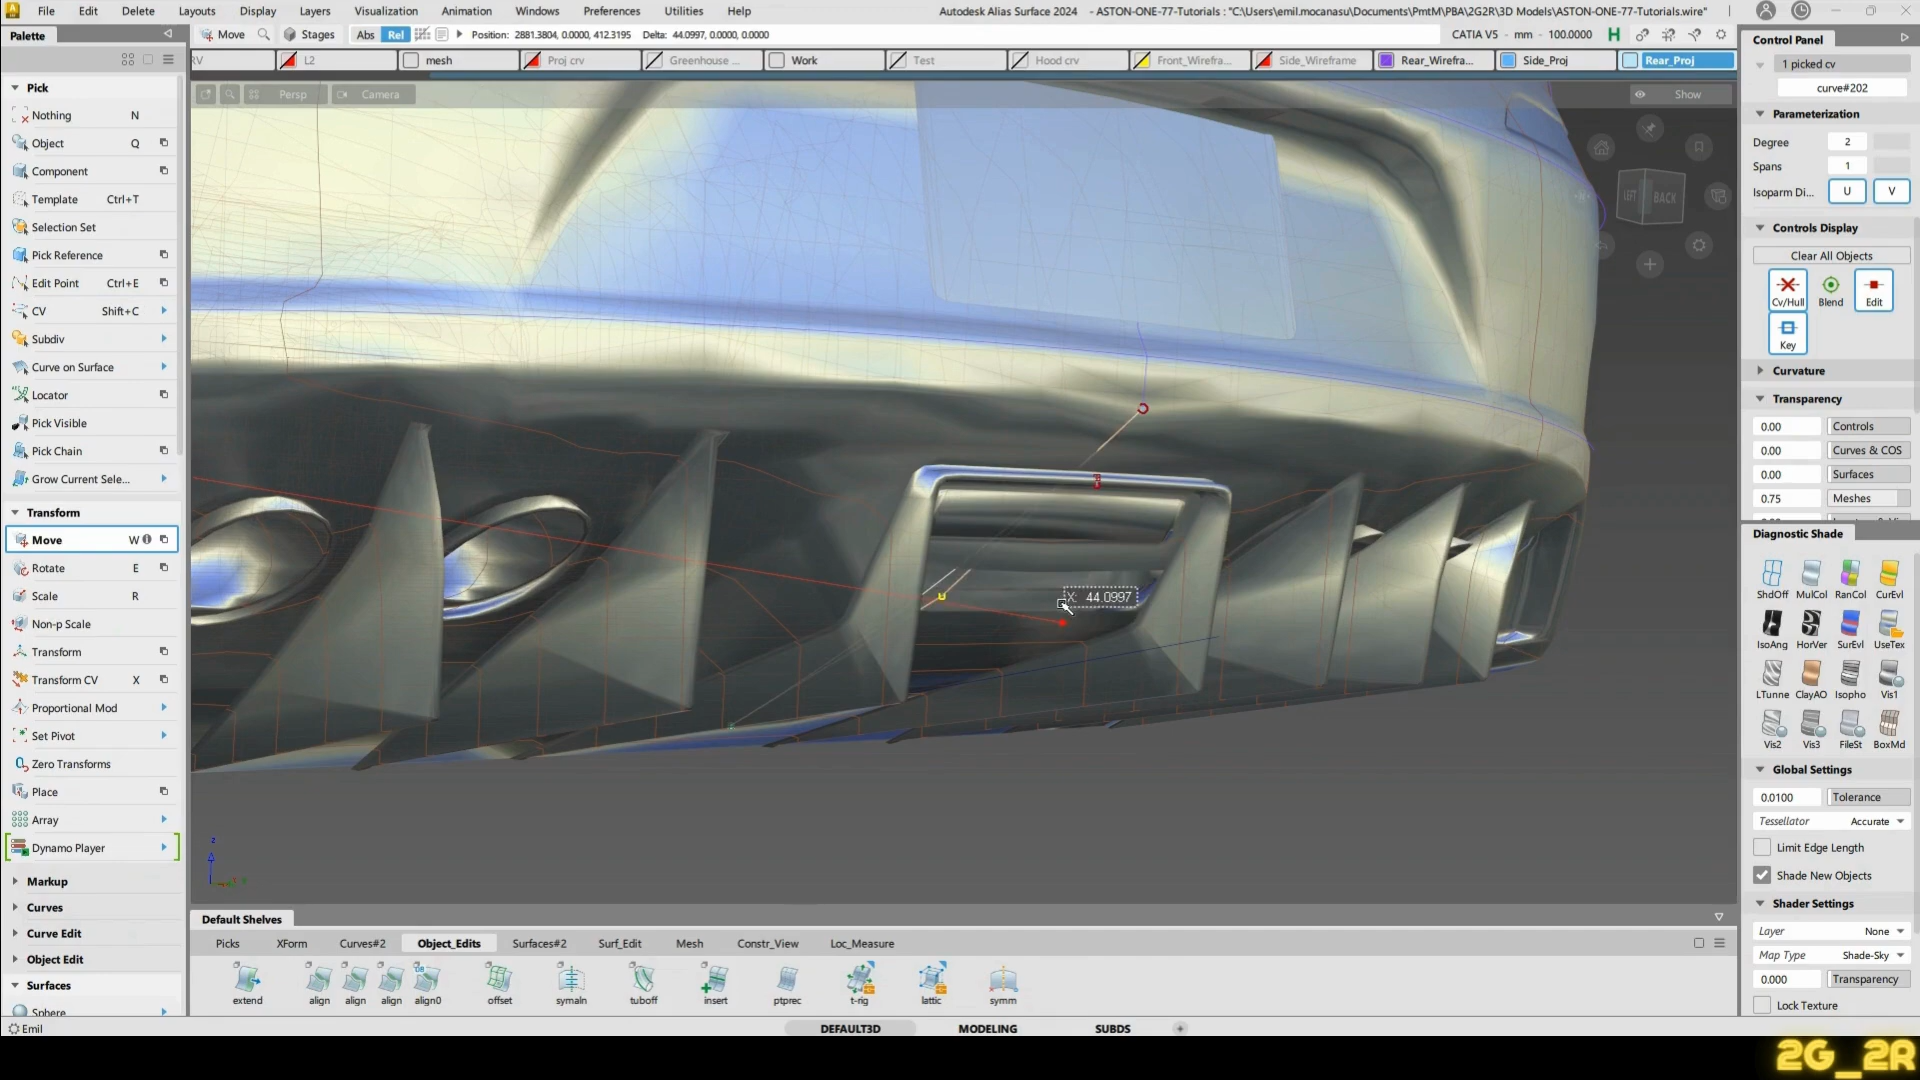 File Edit Delete Layouts Display Layers Visualization Animation Windows Preferences Utilities Help Autodesk Alias Surface 2024 - ASTON-ONE-77-Tutorials : "C:\Users\emil.mocanasu\Documents\PmtM\PBA\2G2R\3D Models\ASTON-ONE-77-Tutorials.wire"
Palette Move Stages Abs Rel Position: 2881.3804, 0.0000, 412.3195 Delta: 44.0997, 0.0000, 0.0000 CATIA V5 - mm - 100.0000 H
RV L2 mesh Proj crv Greenhouse ... Work Test Hood crv Front_Wirefra... Side_Wireframe Rear_Wirefra... Side_Proj Rear_Proj
Persp Camera Show
LEFT BACK
X: 44.0997
Pick
Nothing N
Object Q
Component
Template Ctrl+T
Selection Set
Pick Reference
Edit Point Ctrl+E
CV Shift+C
Subdiv
Curve on Surface
Locator
Pick Visible
Pick Chain
Grow Current Sele...
Transform
Move W
Rotate E
Scale R
Non-p Scale
Transform
Transform CV X
Proportional Mod
Set Pivot
Zero Transforms
Place
Array
Dynamo Player
Markup
Curves
Curve Edit
Object Edit
Surfaces
Sphere
Emil
Control Panel
1 picked cv
curve#202
Parameterization
Degree 2
Spans 1
Isoparm Di... U V
Controls Display
Clear All Objects
Cv/Hull Blend Edit
Key
Curvature
Transparency
0.00 Controls
0.00 Curves & COS
0.00 Surfaces
0.75 Meshes
Diagnostic Shade
ShdOff MulCol RanCol CurEvl
IsoAng HorVer SurEvl UseTex
LTunne ClayAO Isopho Vis1
Vis2 Vis3 FileSt BoxMd
Global Settings
0.0100 Tolerance
Tessellator Accurate
Limit Edge Length
Shade New Objects
Shader Settings
Layer None
Map Type Shade-Sky
0.000 Transparency
Lock Texture
z
Default Shelves
Picks XForm Curves#2 Object_Edits Surfaces#2 Surf_Edit Mesh Constr_View Loc_Measure
extend align align align align0 offset symaln tuboff insert ptprec t-rig lattic symm
DEFAULT3D MODELING SUBDS +
2G_2R